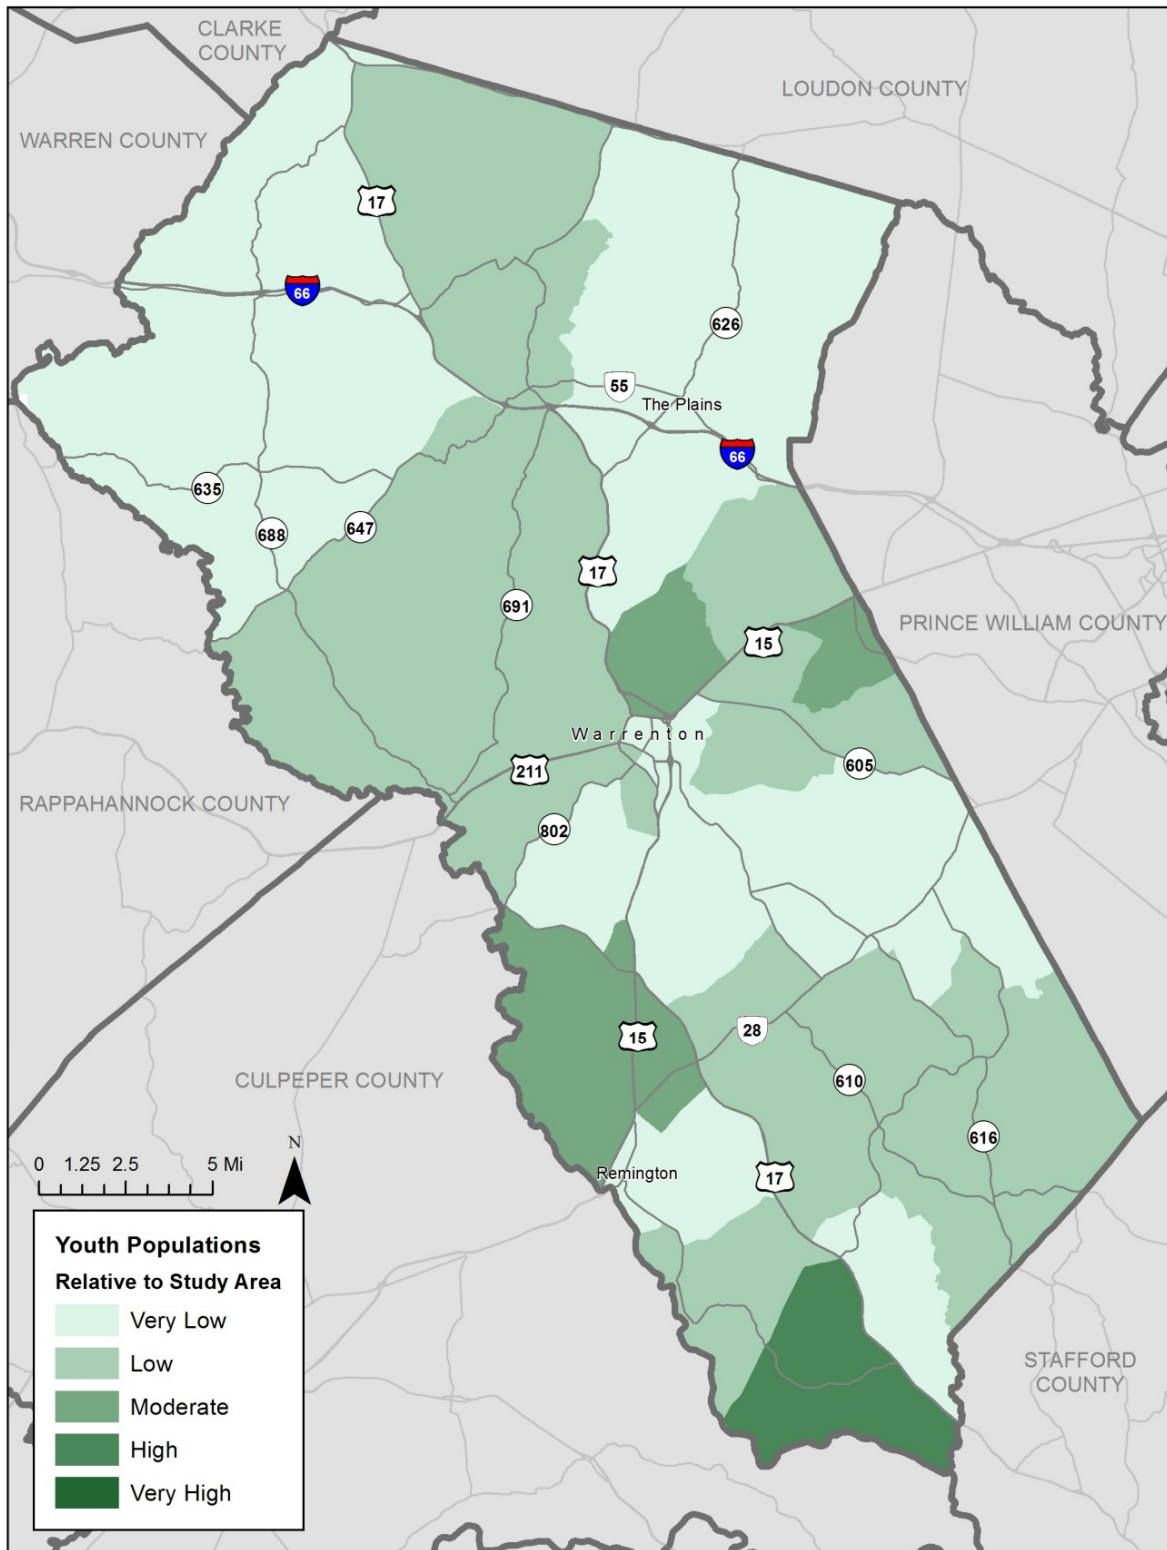 CLARKE
COUNTY
LOUDON COUNTY
WARREN COUNTY
17
66
626
55
The Plains
66
635
688
647
17
691
15
PRINCE WILLIAM COUNTY
Warrenton
211
605
RAPPAHANNOCK COUNTY
802
15
28
CULPEPER COUNTY
610
616
N
0 1.25 2.5 5 Mi
Remington
17
Youth Populations
Relative to Study Area
Very Low
Low
Moderate
High
Very High
STAFFORD
COUNTY